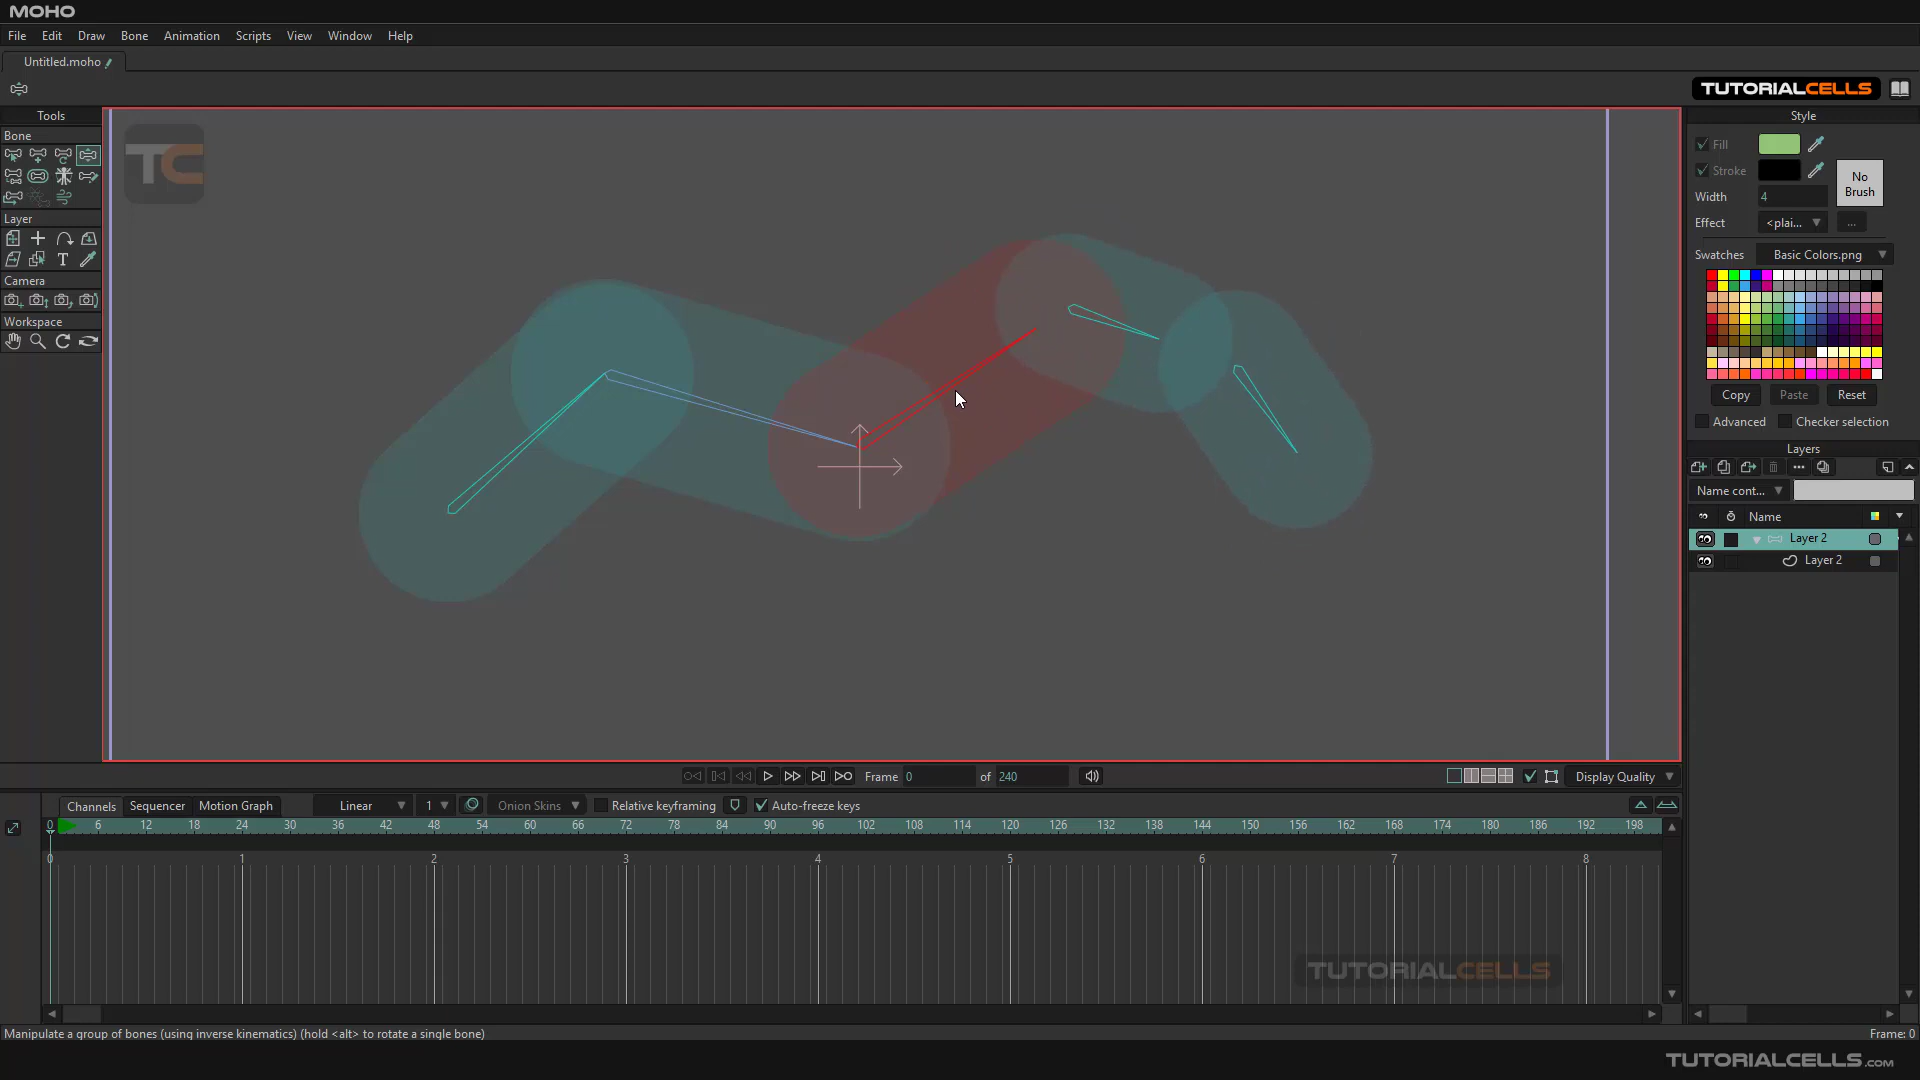 MOHO
File Edit Draw Bone Animation Scripts View Window Help
Untitled.moho
TUTORIALCELLS
Tools
Style
Bone
TC
Fill
Stroke
No Brush
Width 4
Layer
Effect <plai... ...
Swatches Basic Colors.png
Camera
Workspace
Copy Paste Reset
Advanced Checker selection
Layers
Name cont...
Name
Layer 2
Layer 2
Frame 0 of 240 Display Quality
Channels Sequencer Motion Graph Linear 1 Onion Skins Relative keyframing Auto-freeze keys
0 6 12 18 24 30 36 42 48 54 60 66 72 78 84 90 96 102 108 114 120 126 132 138 144 150 156 162 168 174 180 186 192 198
0 1 2 3 4 5 6 7 8
TUTORIALCELLS
Manipulate a group of bones (using inverse kinematics) (hold <alt> to rotate a single bone) Frame: 0
TUTORIALCELLS.COM